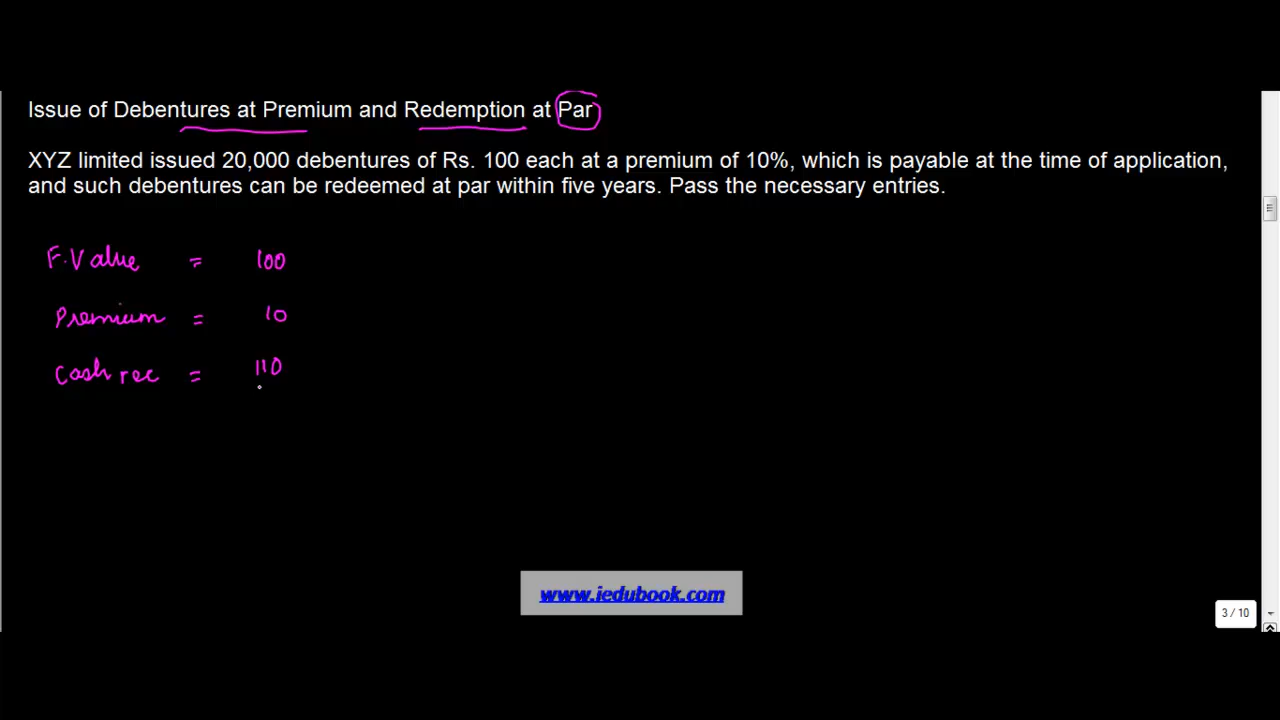 Issue of Debentures at Premium and Redemption at Par
XYZ limited issued 20,000 debentures of Rs. 100 each at a premium of 10%, which is payable at the time of application,
and such debentures can be redeemed at par within five years. Pass the necessary entries.
F.Value = 100
Premium = 10
Cash rec = 110
www.iedubook.com
3 / 10